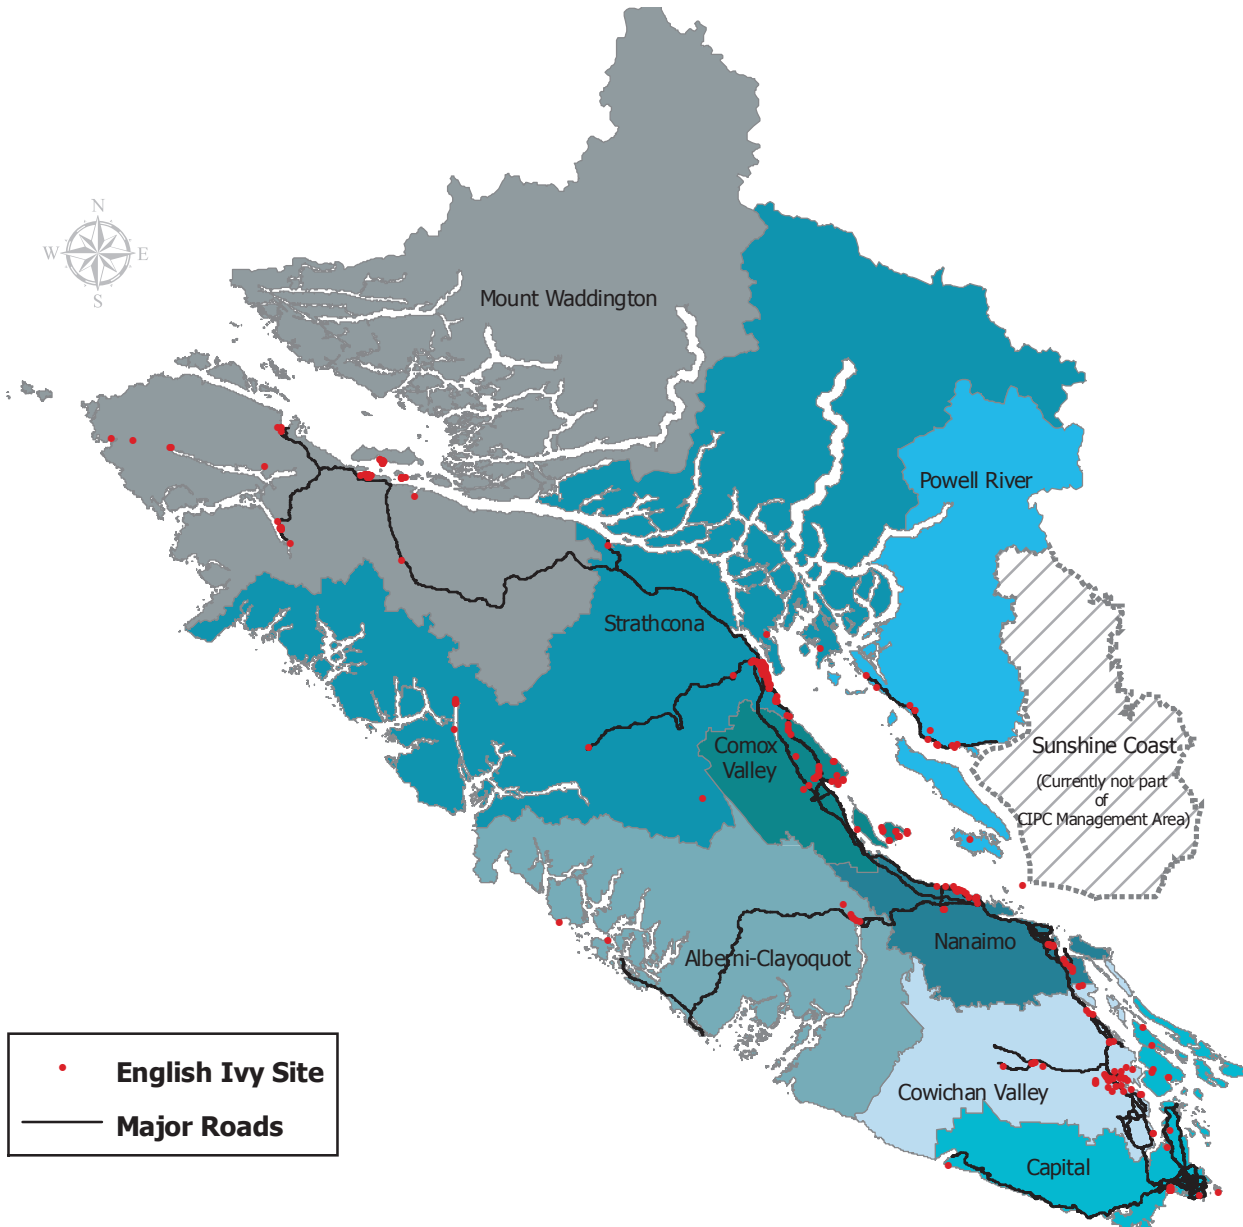 N
W E
S
Mount Waddington
Powell River
Strathcona
Comox
Valley
Sunshine Coast
(Currently not part
of
CIPC Management Area)
Nanaimo
Alberni-Clayoquot
Cowichan Valley
Capital
English Ivy Site
Major Roads